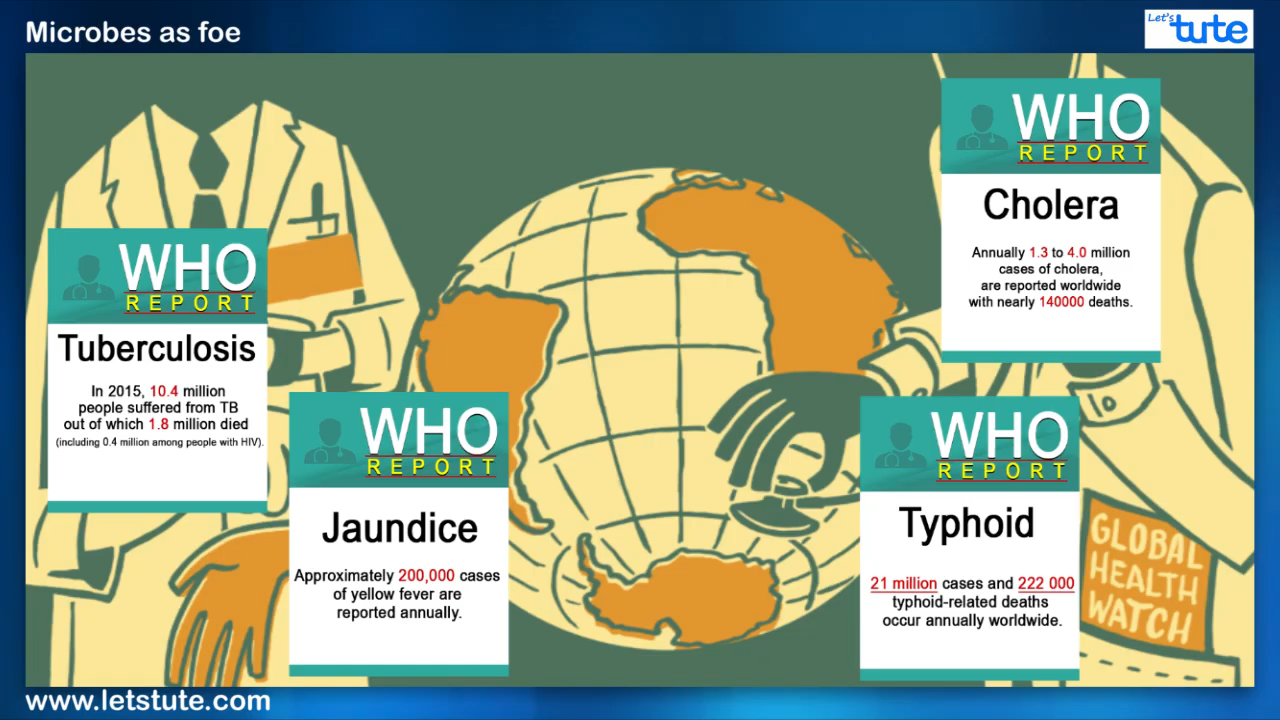 Microbes as foe
Let's
tute
WHO
REPORT
Tuberculosis
In 2015, 10.4 million
people suffered from TB
out of which 1.8 million died
(including 0.4 million among people with HIV).
WHO
REPORT
Jaundice
Approximately 200,000 cases
of yellow fever are
reported annually.
WHO
REPORT
Cholera
Annually 1.3 to 4.0 million
cases of cholera,
are reported worldwide
with nearly 140000 deaths.
WHO
REPORT
Typhoid
21 million cases and 222 000
typhoid-related deaths
occur annually worldwide.
GLOBAL
HEALTH
WATCH
www.letstute.com